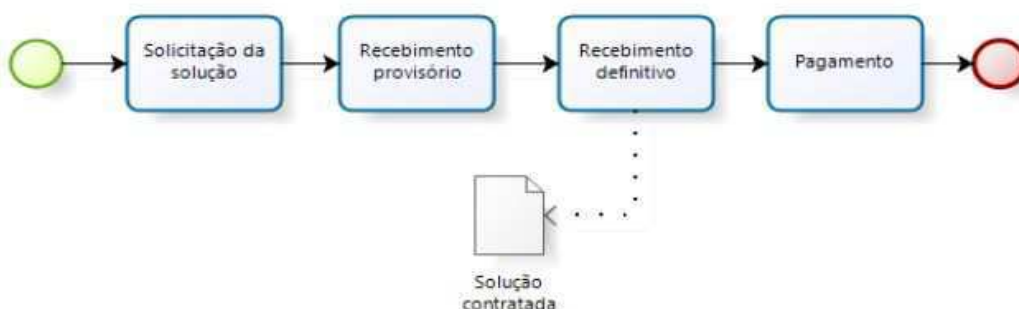 Solicitação da
solução
Recebimento
provisório
Recebimento
definitivo
Pagamento
Solução
contratada